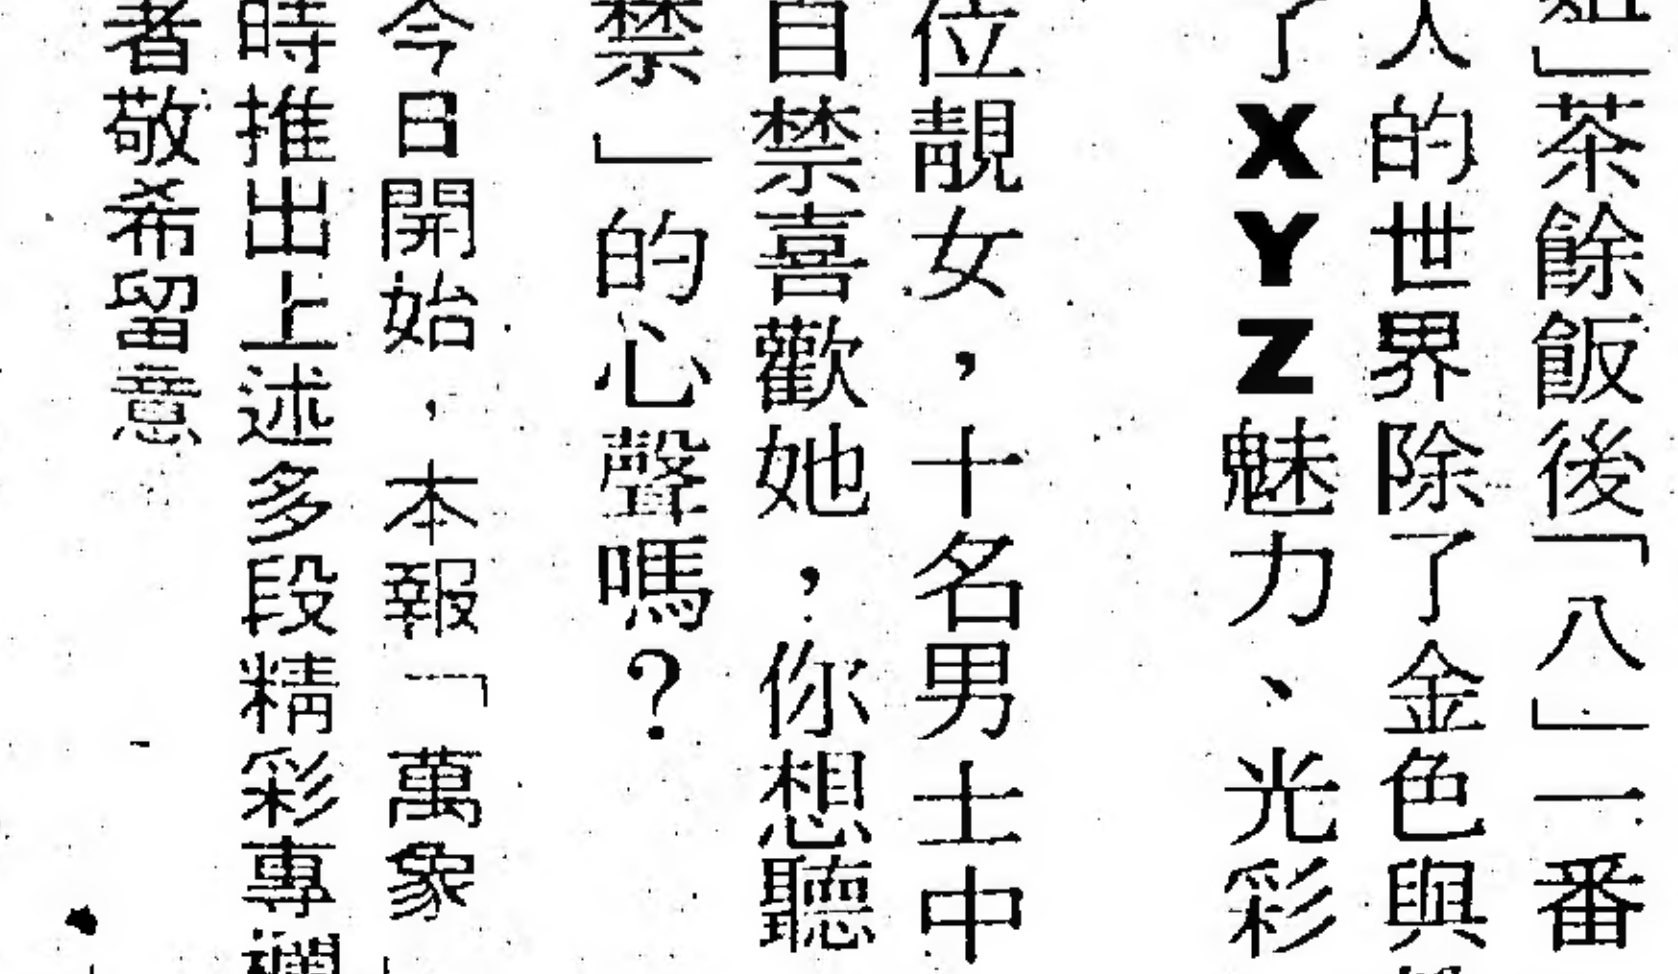 」茶餘飯後「八」一番
人的世界除了金色與
了XYZ魅力、光彩
位靚女，十名男士中
自禁喜歡她，你想聽
禁」的心聲嗎？
今日開始，本報「萬象
時推出上述多段精彩專欄
者敬希留意